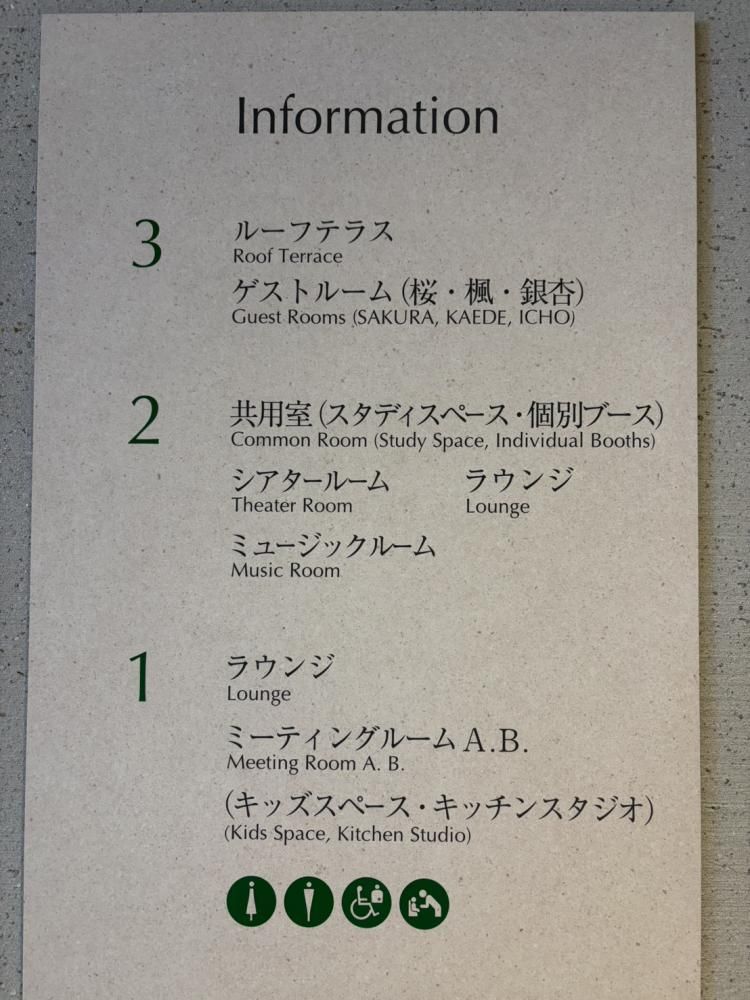 Information
3
ルーフテラス
Roof Terrace
ゲストルーム (桜・楓・銀杏)
Guest Rooms (SAKURA, KAEDE, ICHO)
2
共用室 (スタディスペース・個別ブース)
Common Room (Study Space, Individual Booths)
シアタールーム ラウンジ
Theater Room Lounge
ミュージックルーム
Music Room
1
ラウンジ
Lounge
ミーティングルーム A.B.
Meeting Room A. B.
(キッズスペース・キッチンスタジオ)
(Kids Space, Kitchen Studio)